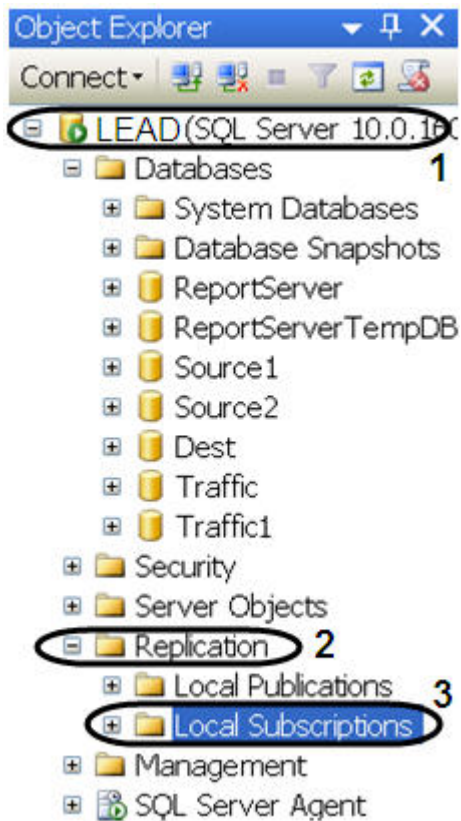 Object Explorer
Connect
LEAD (SQL Server 10.0.160
1
Databases
System Databases
Database Snapshots
ReportServer
ReportServerTempDB
Source1
Source2
Dest
Traffic
Traffic1
Security
Server Objects
Replication 2
Local Publications
3
Local Subscriptions
Management
SQL Server Agent